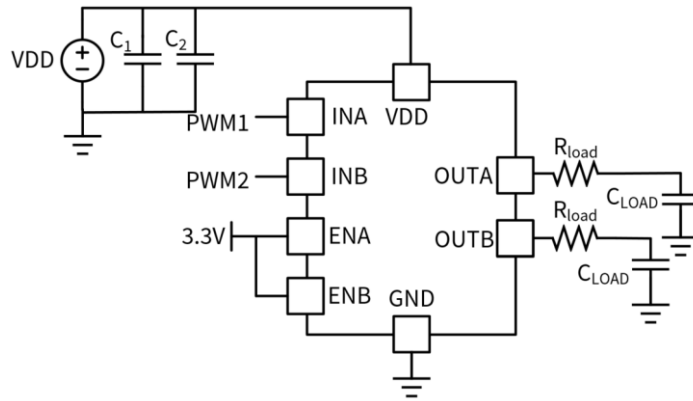 VDD
C1
C2
PWM1
INA
VDD
PWM2
INB
OUTA
Rload
CLOAD
3.3V
ENA
OUTB
Rload
CLOAD
ENB
GND